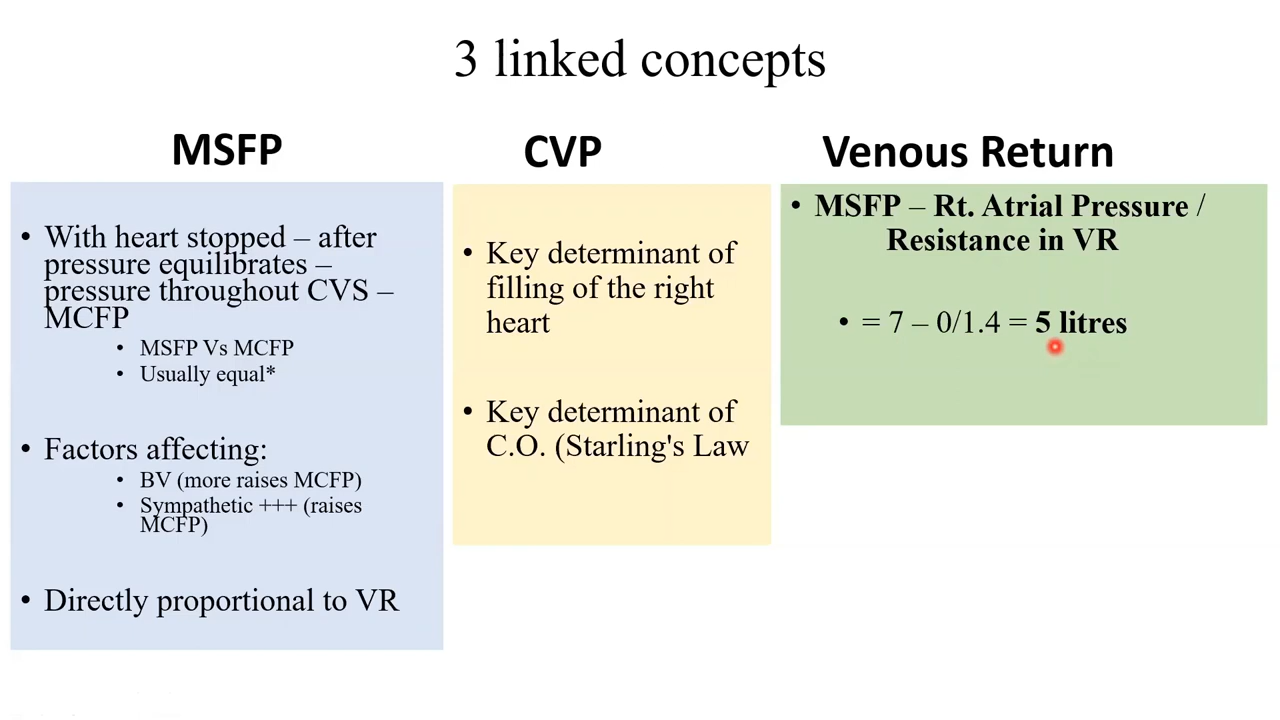 3 linked concepts
MSFP
• With heart stopped – after
pressure equilibrates –
pressure throughout CVS –
MCFP
• MSFP Vs MCFP
• Usually equal*
• Factors affecting:
• BV (more raises MCFP)
• Sympathetic +++ (raises
MCFP)
• Directly proportional to VR
CVP
• Key determinant of
filling of the right
heart
• Key determinant of
C.O. (Starling's Law
Venous Return
• MSFP – Rt. Atrial Pressure /
Resistance in VR
• = 7 – 0/1.4 = 5 litres